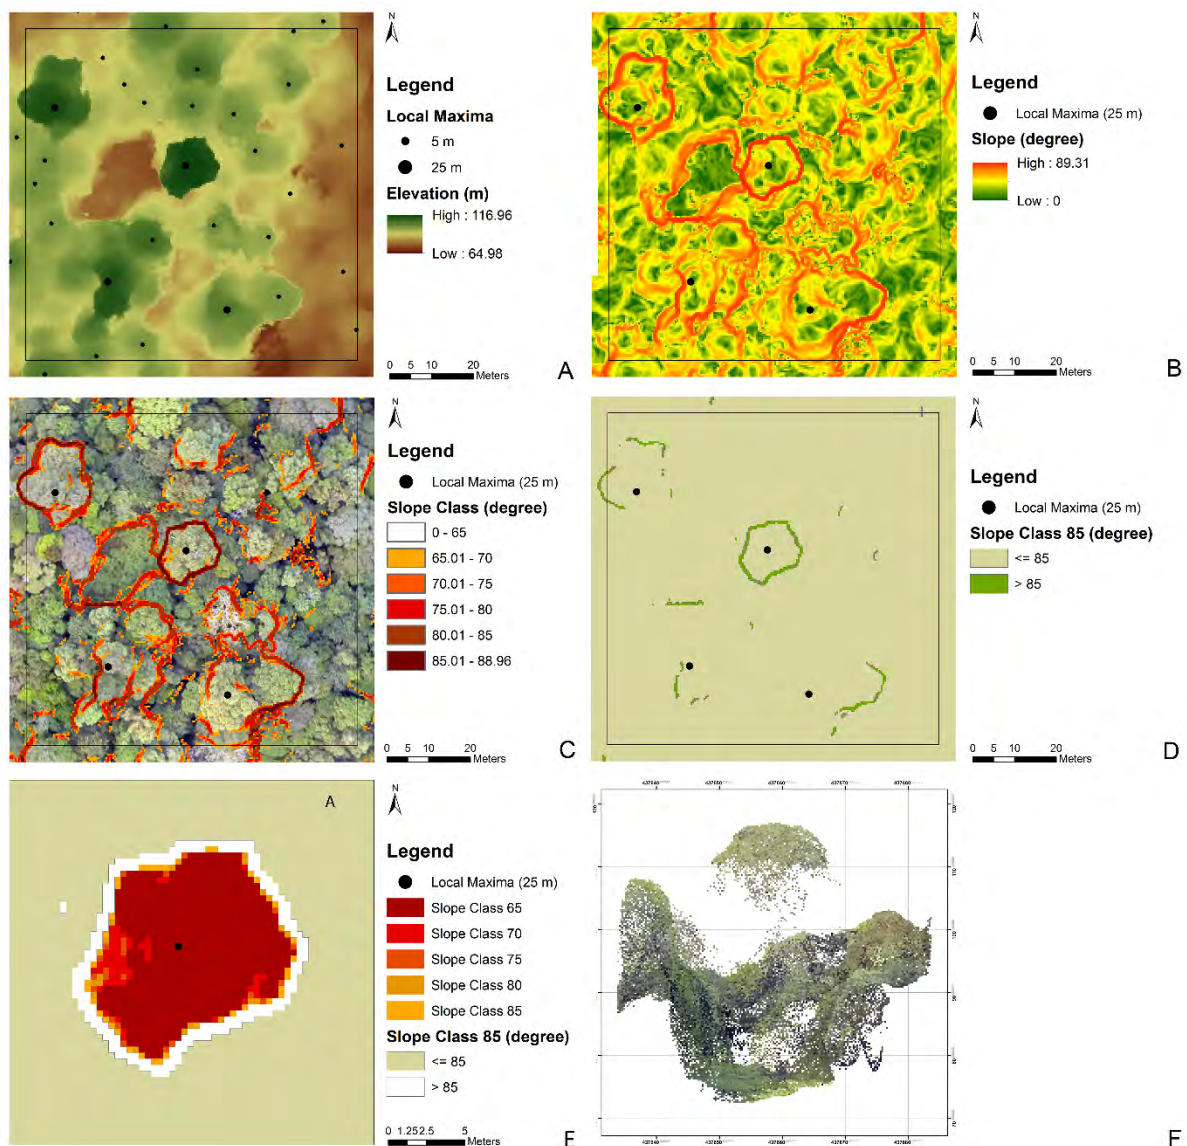 N
Legend
Local Maxima
5 m
25 m
Elevation (m)
High : 116.96
Low : 64.98
0 5 10 20
Meters
A
N
Legend
Local Maxima (25 m)
Slope (degree)
High : 89.31
Low : 0
0 5 10 20
Meters
B
N
Legend
Local Maxima (25 m)
Slope Class (degree)
0 - 65
65.01 - 70
70.01 - 75
75.01 - 80
80.01 - 85
85.01 - 88.96
0 5 10 20
Meters
C
N
Legend
Local Maxima (25 m)
Slope Class 85 (degree)
<= 85
> 85
0 5 10 20
Meters
D
A
N
Legend
Local Maxima (25 m)
Slope Class 65
Slope Class 70
Slope Class 75
Slope Class 80
Slope Class 85
Slope Class 85 (degree)
<= 85
> 85
0 1.25 2.5 5
Meters
E
F